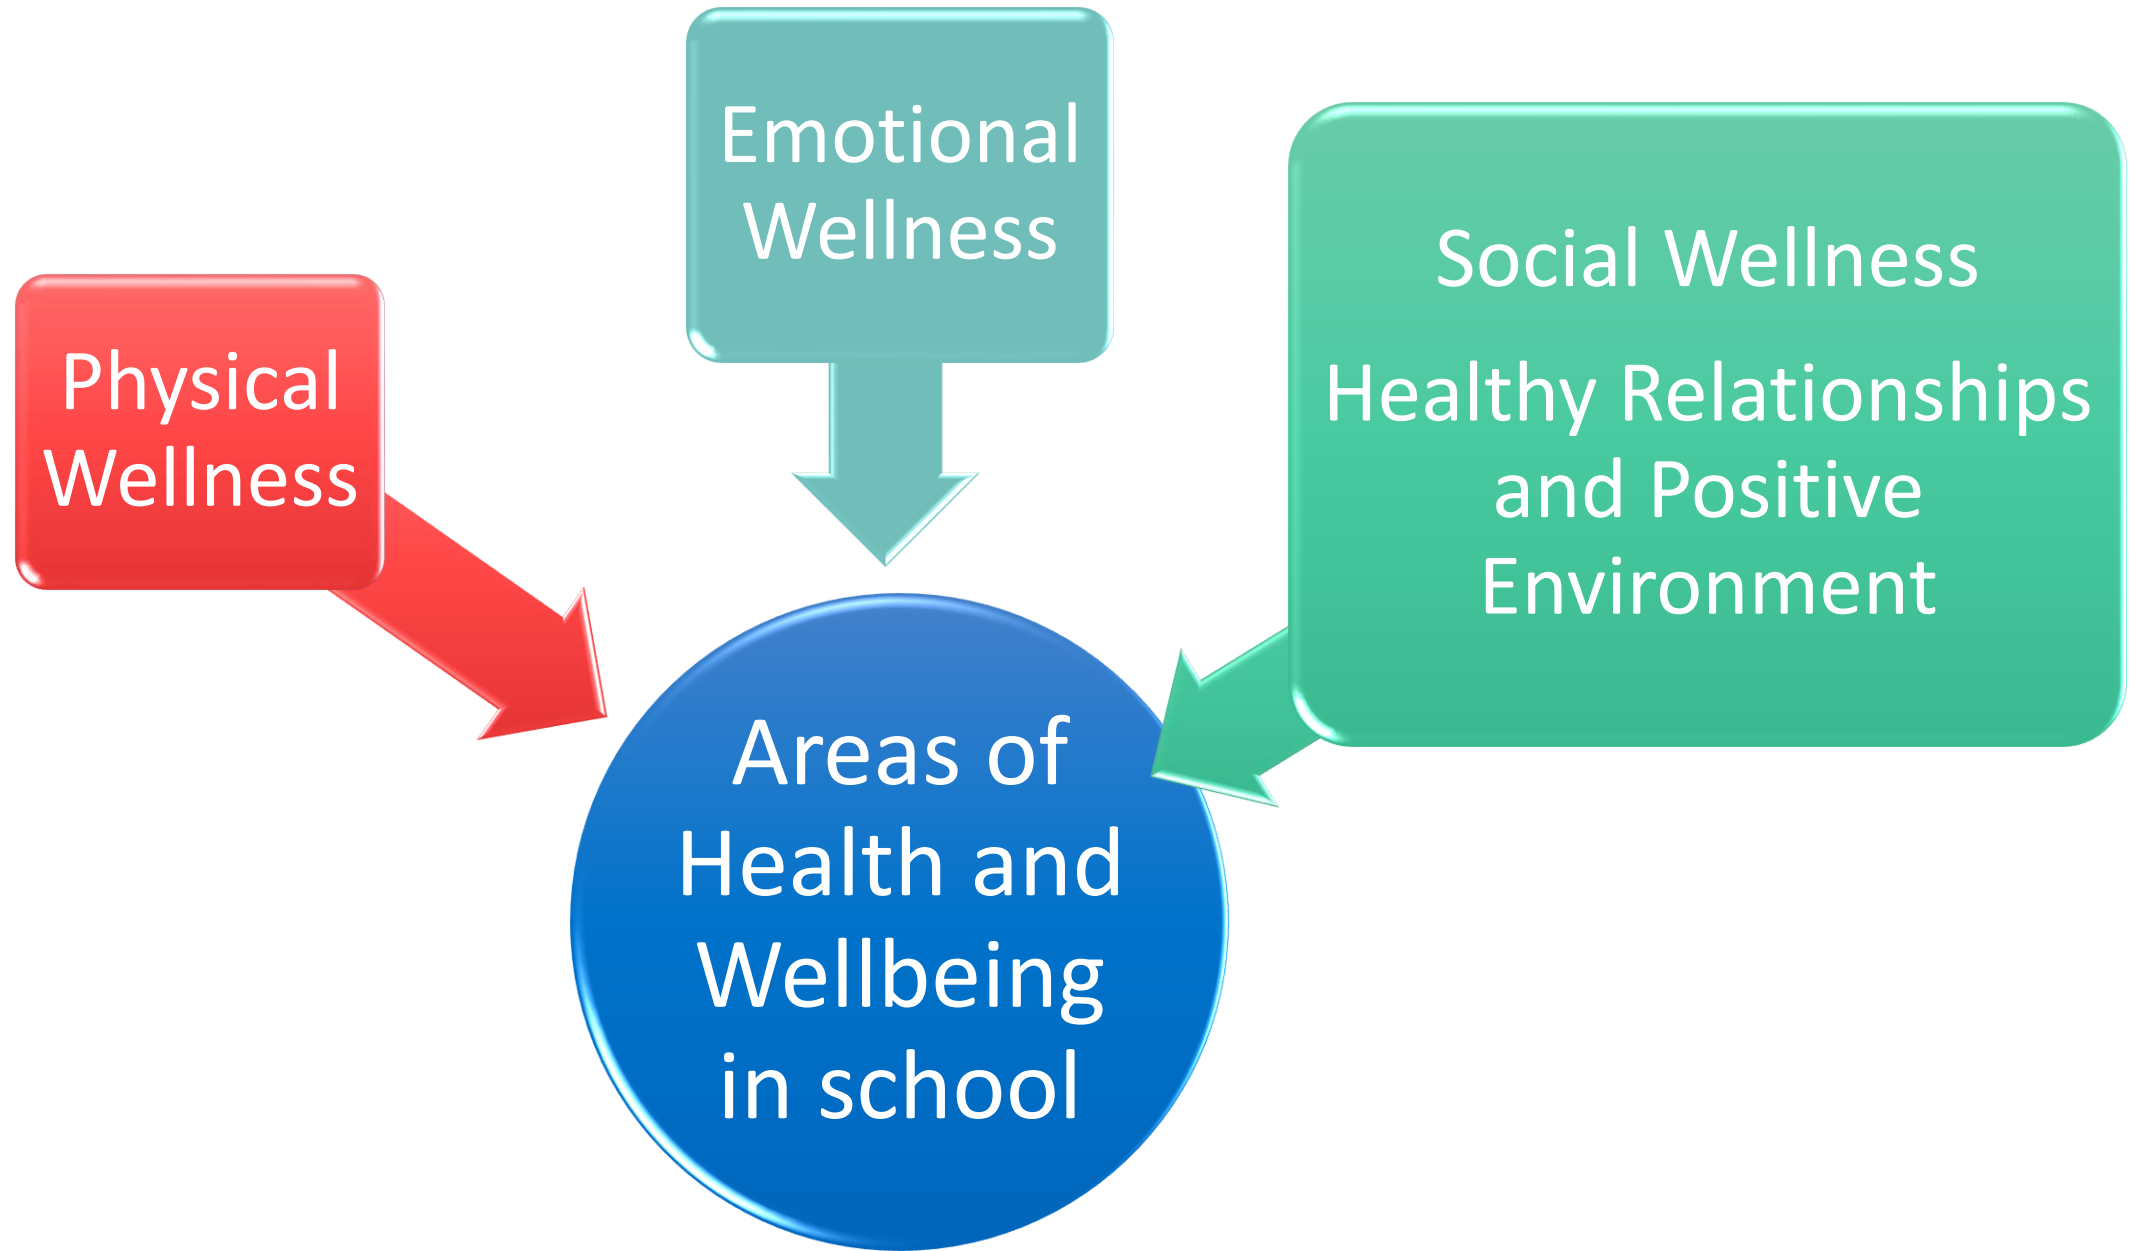 Physical
Wellness
Emotional
Wellness
Social Wellness
Healthy Relationships
and Positive
Environment
Areas of
Health and
Wellbeing
in school